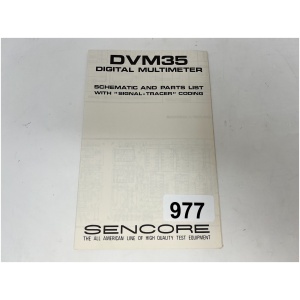 DVM35
DIGITAL MULTIMETER
SCHEMATIC AND PARTS LIST
WITH "SIGNAL-TRACER" CODING
977
SENCORE
THE ALL AMERICAN LINE OF HIGH QUALITY TEST EQUIPMENT